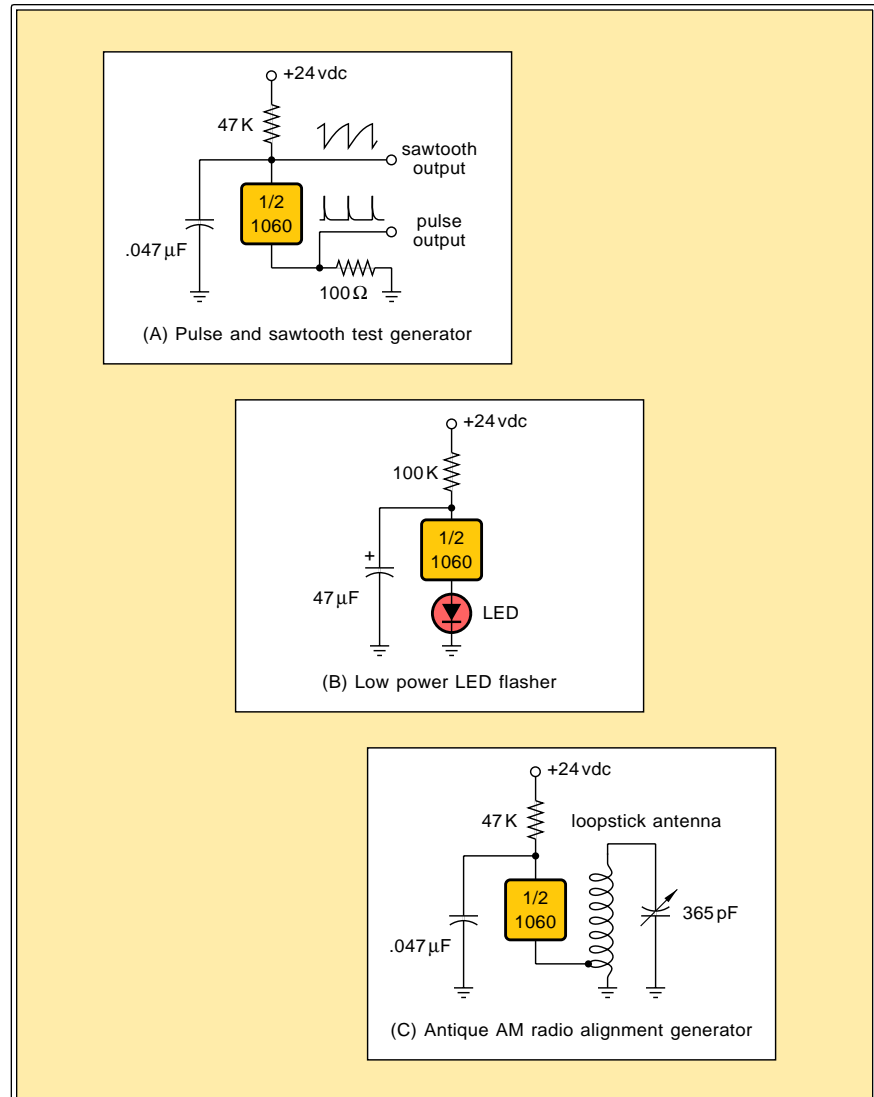 +24 vdc
47 K
sawtooth
output
1/2
1060
pulse
output
.047 µF
100 Ω
(A) Pulse and sawtooth test generator
+24 vdc
100 K
1/2
1060
+
47 µF
LED
(B) Low power LED flasher
+24 vdc
47 K
loopstick antenna
1/2
1060
365 pF
.047 µF
(C) Antique AM radio alignment generator